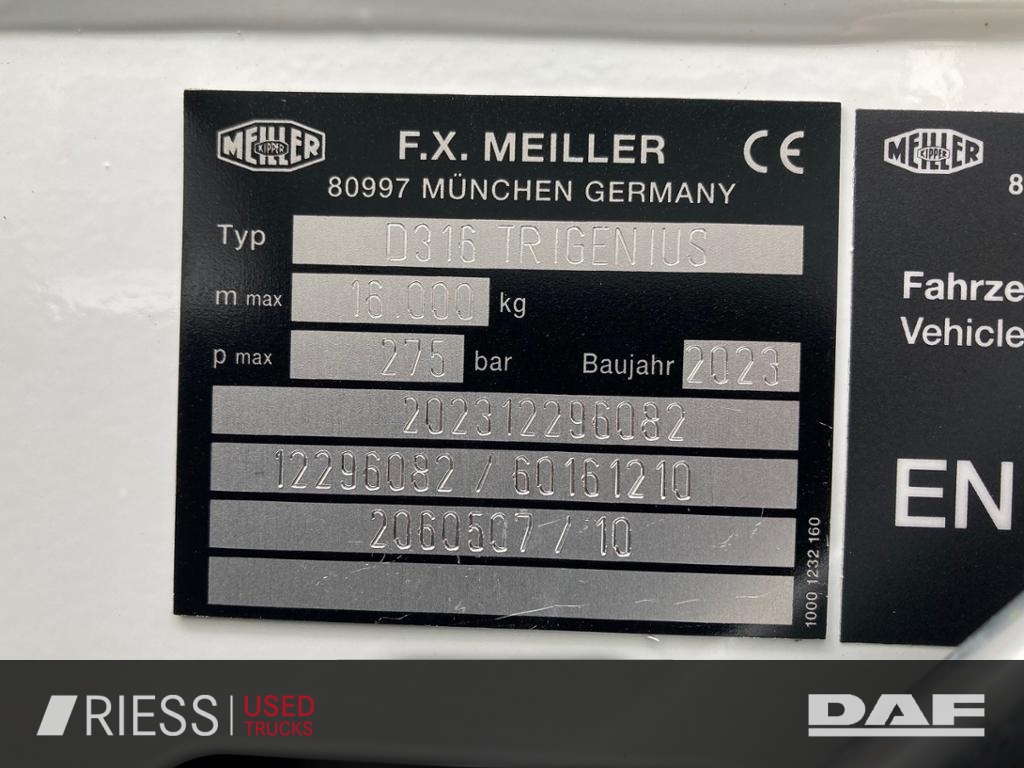 MEILLER
KIPPER
F.X. MEILLER CE
80997 MÜNCHEN GERMANY
Typ D316 TRIGENIUS
m max 16.000 kg
p max 275 bar Baujahr 2023
202312296082
12296082 / 60161210
2060507 / 10
1000 1232 160
MEILLER
KIPPER
8
Fahrze
Vehicle
EN
RIESS USED TRUCKS
DAF